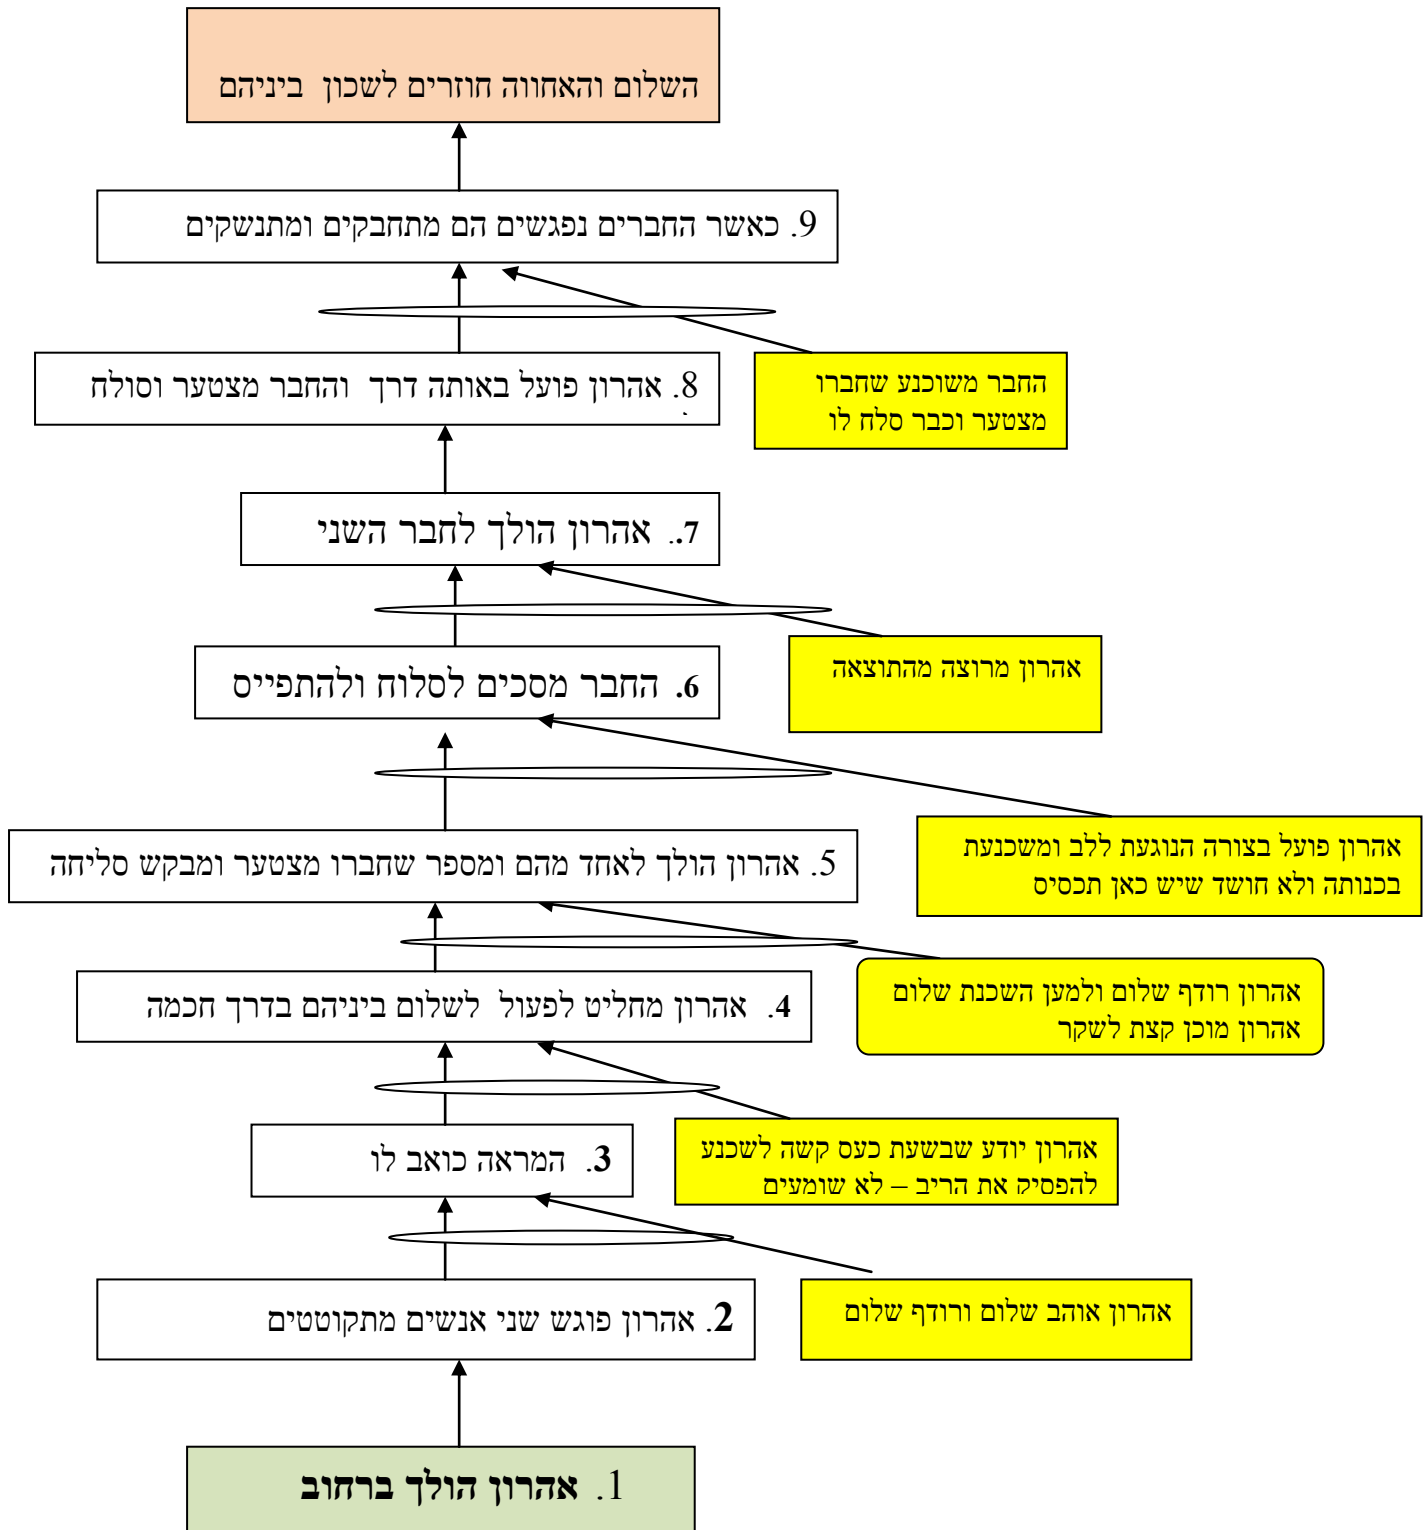 השלום והאחווה חוזרים לשכון ביניהם
9. כאשר החברים נפגשים הם מתחבקים ומתנשקים
8. אהרון פועל באותה דרך והחבר מצטער וסולח
החבר משוכנע שחברו
מצטער וכבר סלח לו
7.. אהרון הולך לחבר השני
אהרון מרוצה מהתוצאה
6. החבר מסכים לסלוח ולהתפייס
אהרון פועל בצורה הנוגעת ללב ומשכנעת
בכנותה ולא חושד שיש כאן תכסיס
5. אהרון הולך לאחד מהם ומספר שחברו מצטער ומבקש סליחה
אהרון רודף שלום ולמען השכנת שלום
אהרון מוכן קצת לשקר
4. אהרון מחליט לפעול לשלום ביניהם בדרך חכמה
אהרון יודע שבשעת כעס קשה לשכנע
להפסיק את הריב – לא שומעים
3. המראה כואב לו
אהרון אוהב שלום ורודף שלום
2. אהרון פוגש שני אנשים מתקוטטים
1. אהרון הולך ברחוב